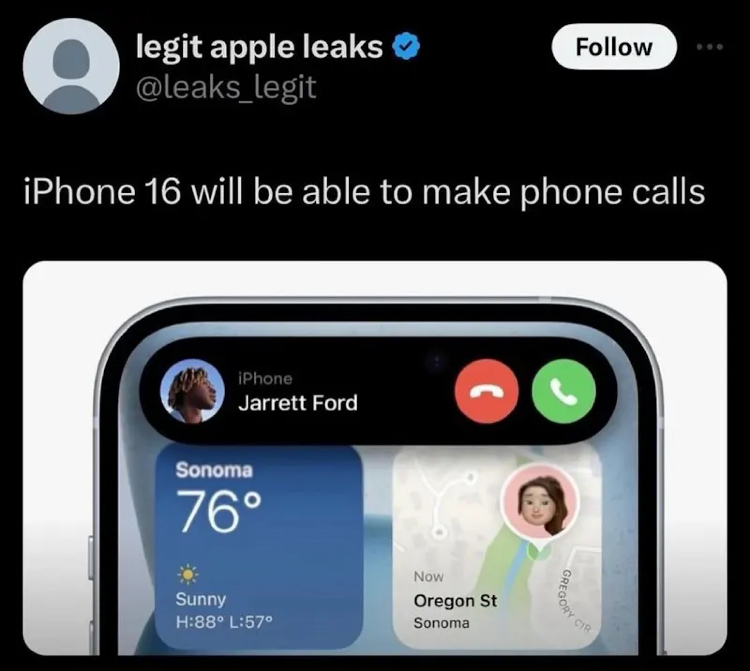 legit apple leaks
Follow
@leaks_legit
iPhone 16 will be able to make phone calls
iPhone
Jarrett Ford
Sonoma
76°
Sunny
H:88° L:57°
Now
Oregon St
Sonoma
GREGORY CIR